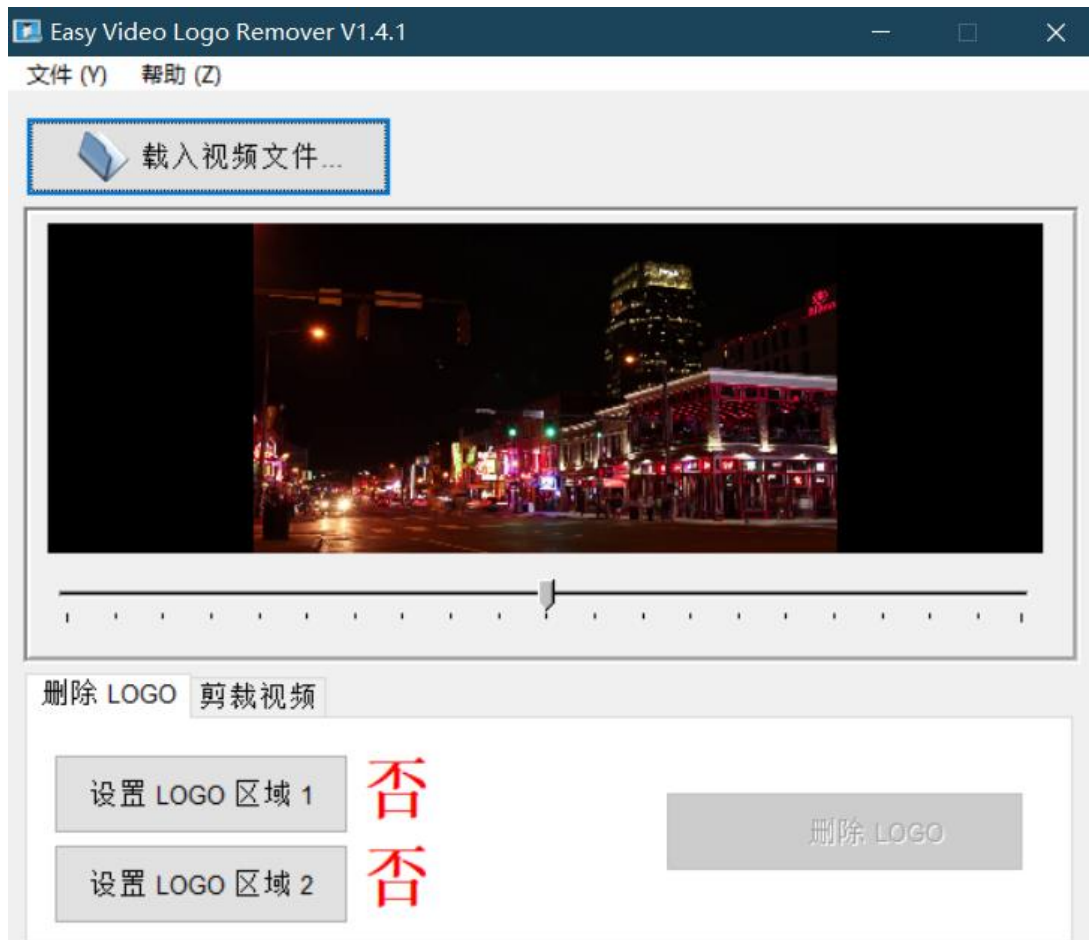 Easy Video Logo Remover V1.4.1
文件 (Y) 帮助 (Z)
载入视频文件...
删除 LOGO 剪裁视频
设置 LOGO 区域 1 否
删除 LOGO
设置 LOGO 区域 2 否